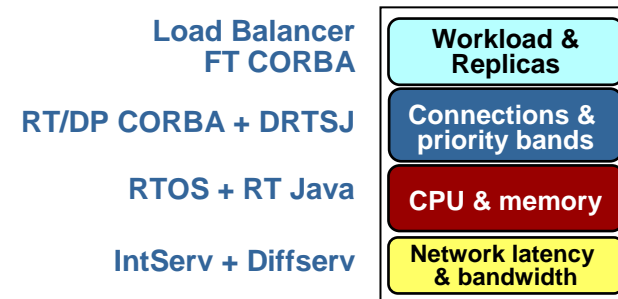 Load Balancer
FT CORBA
Workload &
Replicas
RT/DP CORBA + DRTSJ
Connections &
priority bands
RTOS + RT Java
CPU & memory
IntServ + Diffserv
Network latency
& bandwidth